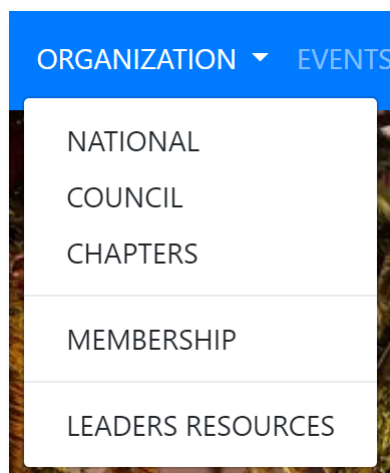 ORGANIZATION EVENTS
NATIONAL
COUNCIL
CHAPTERS
MEMBERSHIP
LEADERS RESOURCES